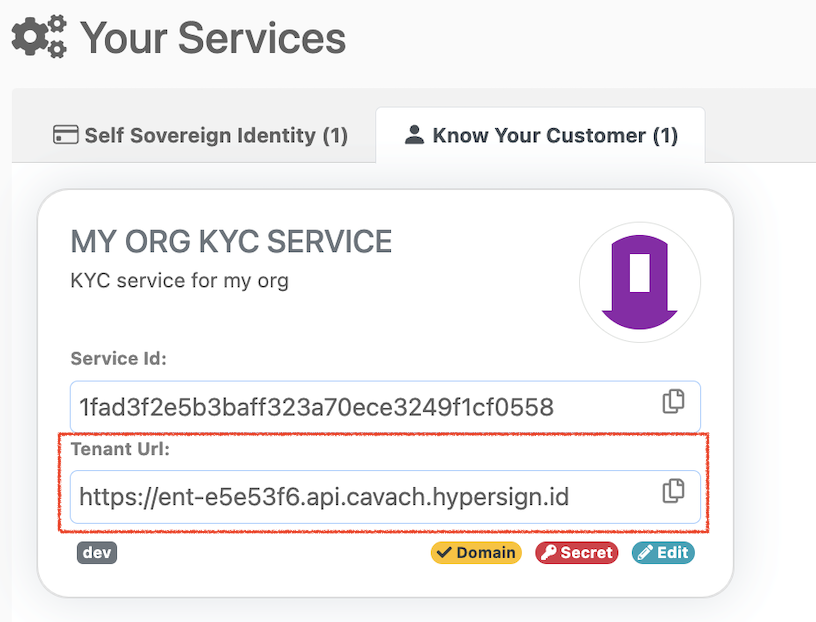 Your Services
Self Sovereign Identity (1)
Know Your Customer (1)
MY ORG KYC SERVICE
KYC service for my org
Service Id:
1fad3f2e5b3baff323a70ece3249f1cf0558
Tenant Url:
https://ent-e5e53f6.api.cavach.hypersign.id
dev
Domain
Secret
Edit